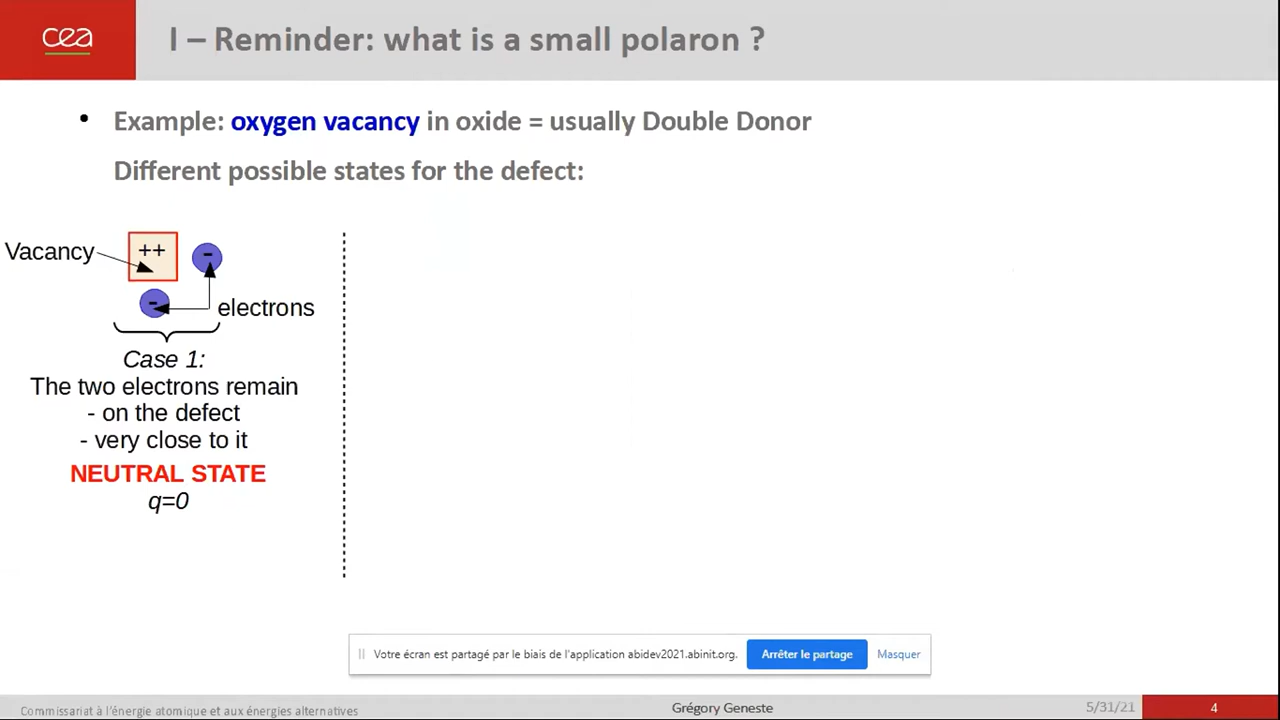 cea
I – Reminder: what is a small polaron ?
• Example: oxygen vacancy in oxide = usually Double Donor
Different possible states for the defect:
Vacancy
++
-
-
electrons
Case 1:
The two electrons remain
- on the defect
- very close to it
NEUTRAL STATE
q=0
Votre écran est partagé par le biais de l'application abidev2021.abinit.org.
Arrêter le partage
Masquer
Commissariat à l'énergie atomique et aux énergies alternatives
Grégory Geneste
5/31/21
4